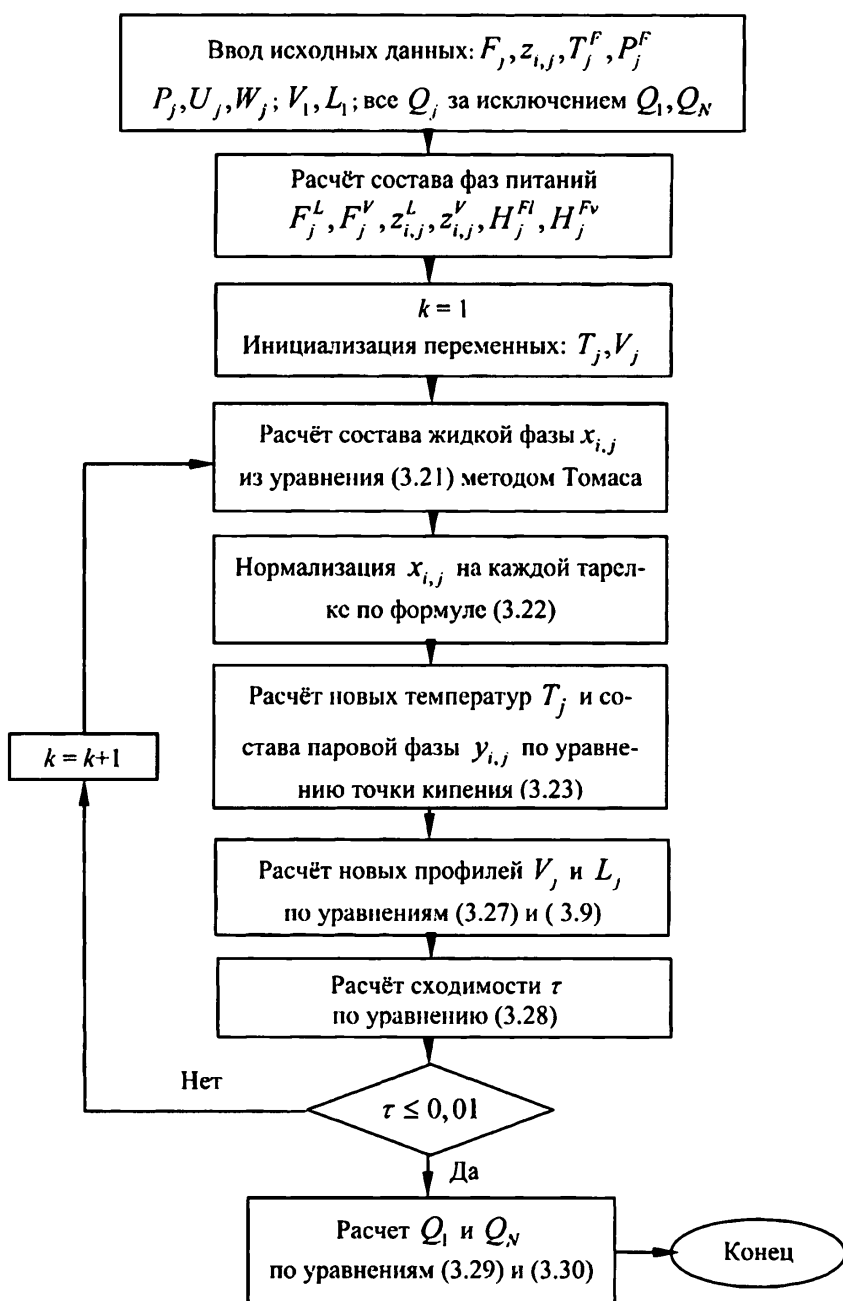 Ввод исходных данных: F_j, z_{i,j}, T_j^F, P_j^F
P_j, U_j, W_j; V_1, L_1; все Q_j за исключением Q_1, Q_N
Расчёт состава фаз питаний
F_j^L, F_j^V, z_{i,j}^L, z_{i,j}^V, H_j^{Fl}, H_j^{Fv}
k = 1
Инициализация переменных: T_j, V_j
Расчёт состава жидкой фазы x_{i,j}
из уравнения (3.21) методом Томаса
Нормализация x_{i,j} на каждой тарел-
ке по формуле (3.22)
Расчёт новых температур T_j и со-
става паровой фазы y_{i,j} по уравне-
нию точки кипения (3.23)
k = k+1
Расчёт новых профилей V_j и L_j
по уравнениям (3.27) и ( 3.9)
Расчёт сходимости τ
по уравнению (3.28)
Нет
τ ≤ 0,01
Да
Расчет Q_1 и Q_N
по уравнениям (3.29) и (3.30)
Конец